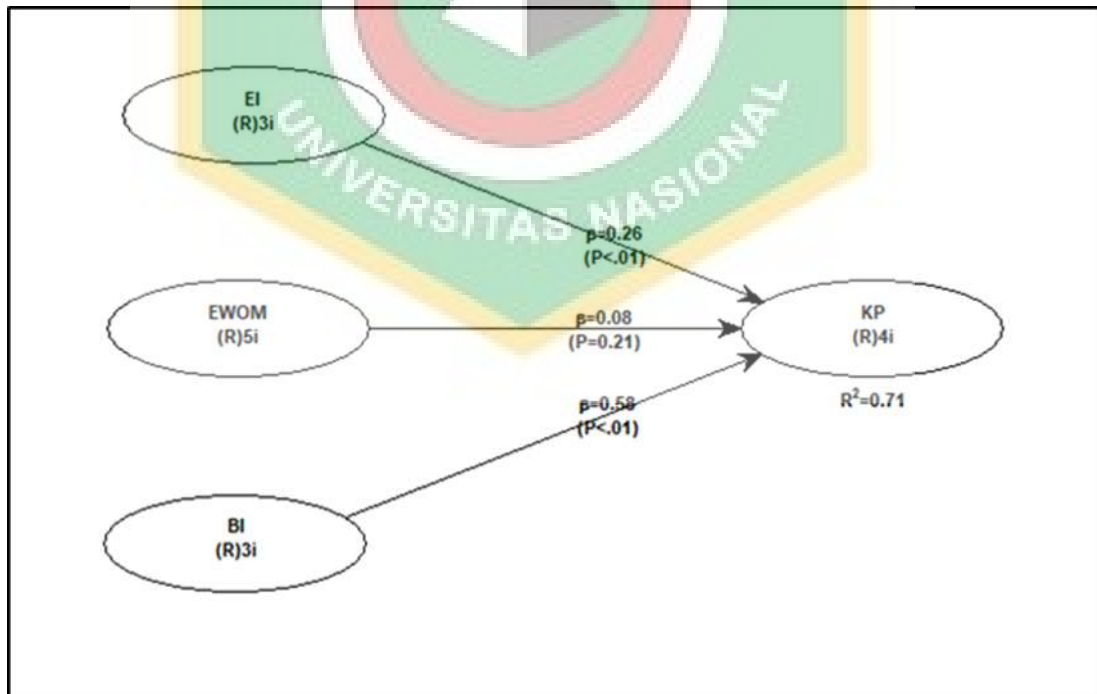 EI
(R)3i
UNIVERSITAS NASIONAL
β=0.26
(P<.01)
EWOM
(R)5i
β=0.08
(P=0.21)
KP
(R)4i
R²=0.71
β=0.58
(P<.01)
BI
(R)3i